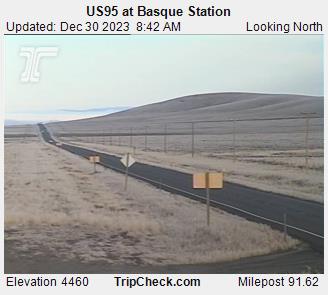 US95 at Basque Station
Updated: Dec 30 2023 8:42 AM Looking North
Elevation 4460 TripCheck.com Milepost 91.62